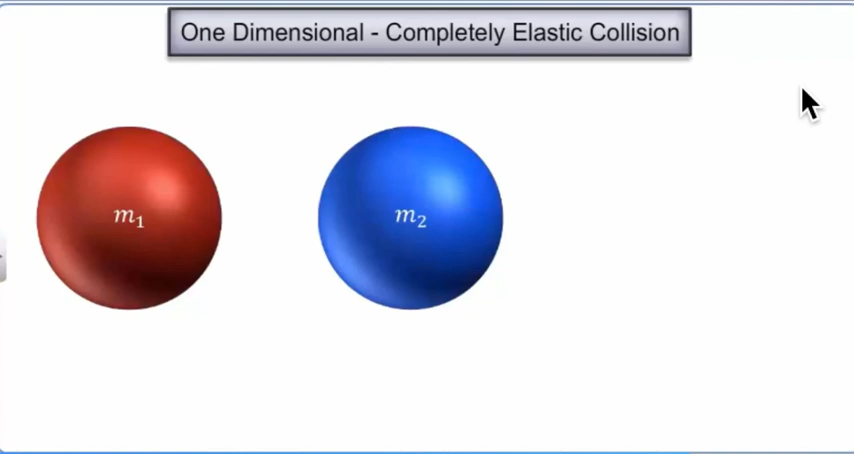 One Dimensional - Completely Elastic Collision
m₁
m₂